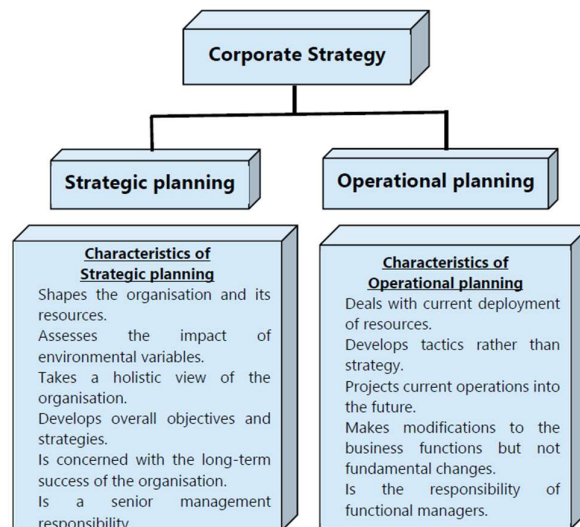 Corporate Strategy
Strategic planning
Operational planning
Characteristics of
Strategic planning
Shapes the organisation and its
resources.
Assesses the impact of
environmental variables.
Takes a holistic view of the
organisation.
Develops overall objectives and
strategies.
Is concerned with the long-term
success of the organisation.
Is a senior management
responsibility
Characteristics of
Operational planning
Deals with current deployment
of resources.
Develops tactics rather than
strategy.
Projects current operations into
the future.
Makes modifications to the
business functions but not
fundamental changes.
Is the responsibility of
functional managers.